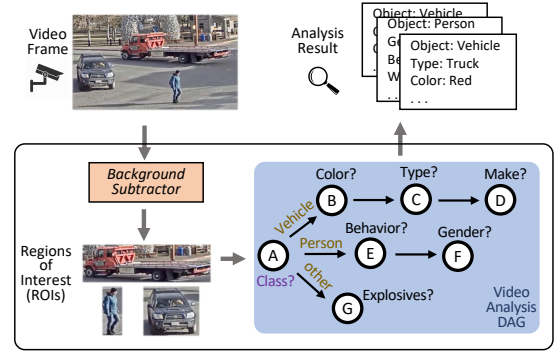 Video
Frame
Analysis
Result
Object: Vehicle
Object: Person
Object: Vehicle
Type: Truck
Color: Red
. . .
Background
Subtractor
Regions
of
Interest
(ROIs)
Color?
Type?
Make?
B
C
D
Vehicle
Behavior?
Gender?
A
Person
E
F
Class?
other
G
Explosives?
Video
Analysis
DAG